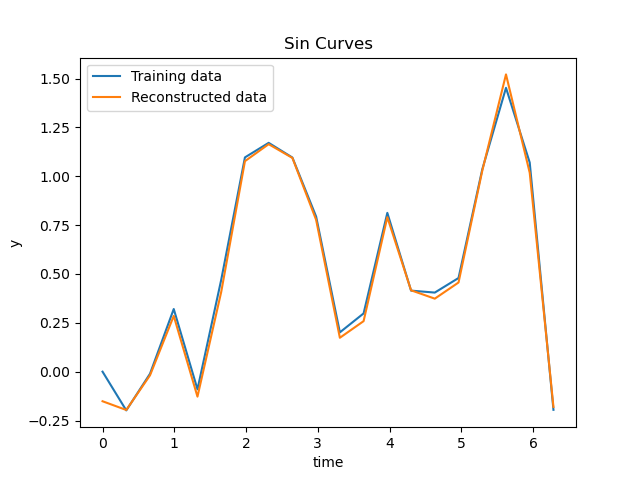 Sin Curves
Training data
Reconstructed data
1.50
1.25
1.00
0.75
0.50
0.25
0.00
−0.25
y
0 1 2 3 4 5 6
time